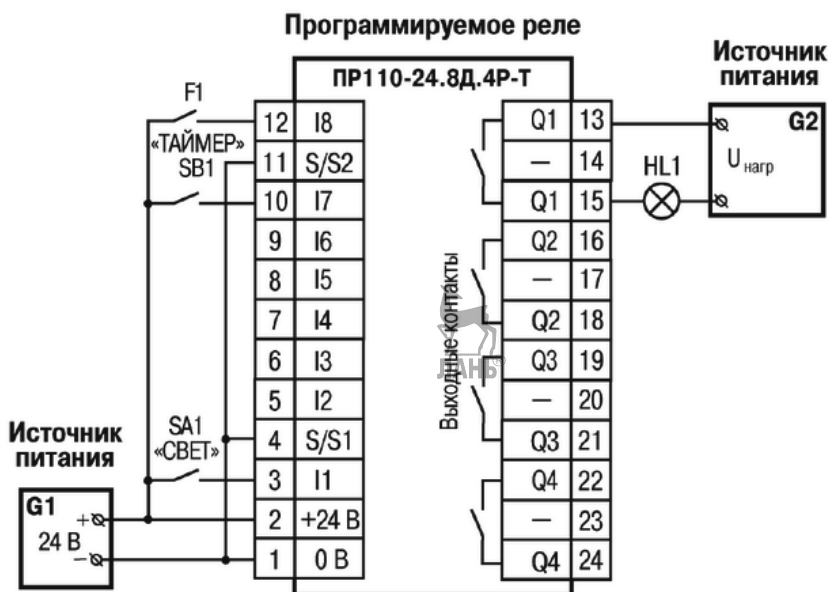 Программируемое реле
ПР110-24.8Д.4Р-Т
Источник
питания
G2
U нагр
HL1
F1
«ТАЙМЕР»
SB1
12 I8
11 S/S2
10 I7
9 I6
8 I5
7 I4
6 I3
5 I2
4 S/S1
3 I1
2 +24 В
1 0 В
SA1
«СВЕТ»
Источник
питания
G1
+
24 В
–
Выходные контакты
Q1 13
– 14
Q1 15
Q2 16
– 17
Q2 18
Q3 19
– 20
Q3 21
Q4 22
– 23
Q4 24
ЛАНЬ®